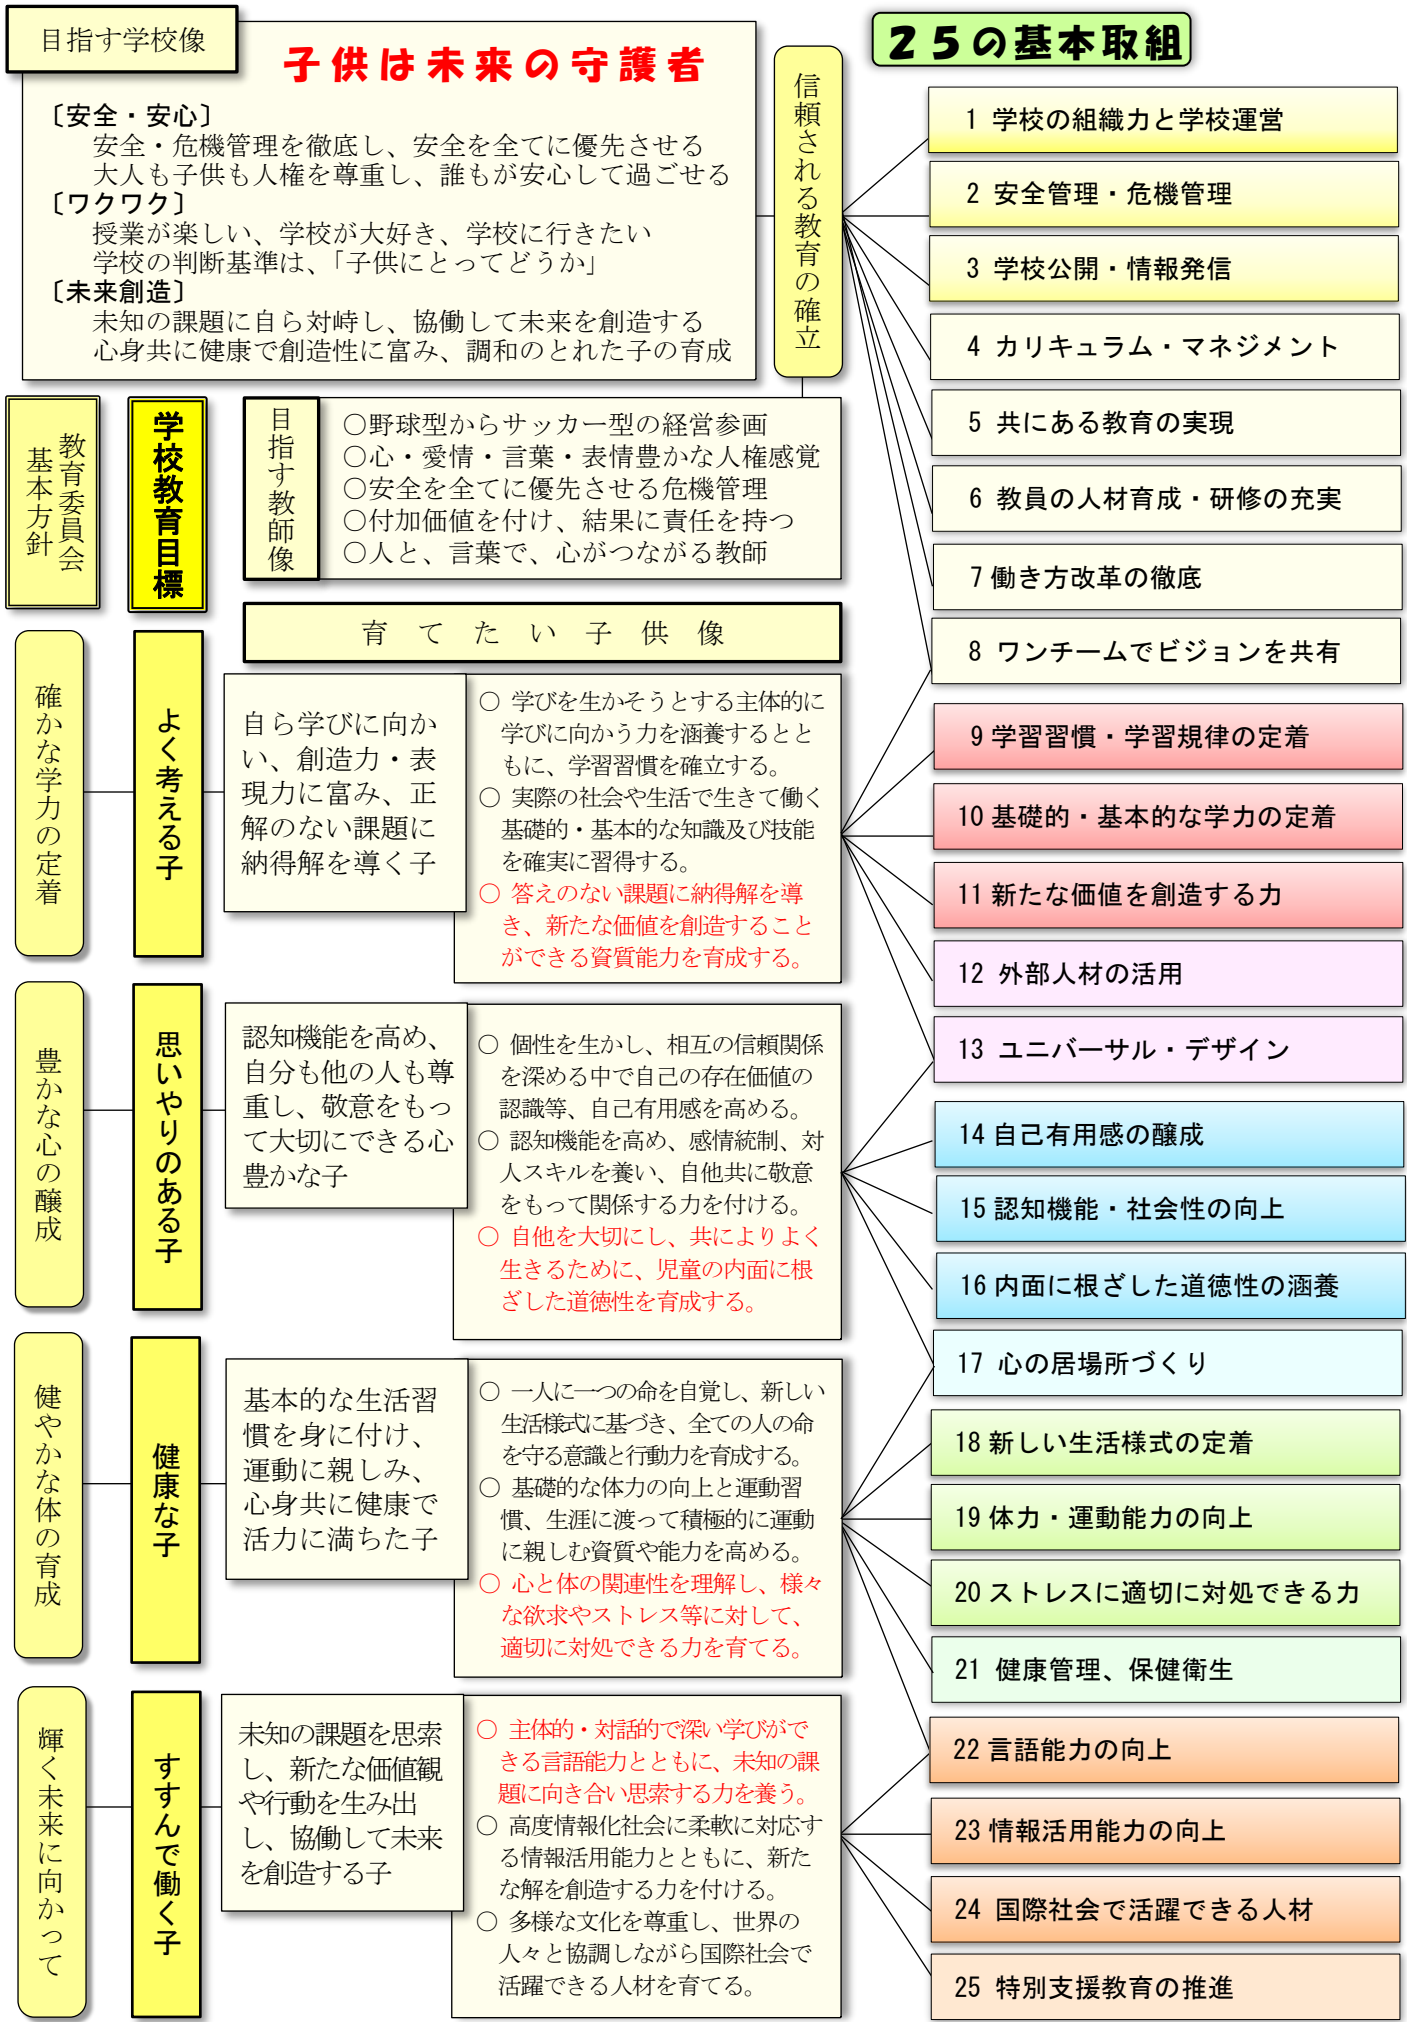 目指す学校像
子供は未来の守護者
〔安全・安心〕
安全・危機管理を徹底し、安全を全てに優先させる
大人も子供も人権を尊重し、誰もが安心して過ごせる
〔ワクワク〕
授業が楽しい、学校が大好き、学校に行きたい
学校の判断基準は、「子供にとってどうか」
〔未来創造〕
未知の課題に自ら対峙し、協働して未来を創造する
心身共に健康で創造性に富み、調和のとれた子の育成
信頼される教育の確立
教育委員会
基本方針
学校教育目標
目指す教師像
○野球型からサッカー型の経営参画
○心・愛情・言葉・表情豊かな人権感覚
○安全を全てに優先させる危機管理
○付加価値を付け、結果に責任を持つ
○人と、言葉で、心がつながる教師
育てたい子供像
確かな学力の定着
よく考える子
自ら学びに向か
い、創造力・表
現力に富み、正
解のない課題に
納得解を導く子
○ 学びを生かそうとする主体的に
学びに向かう力を涵養するとと
もに、学習習慣を確立する。
○ 実際の社会や生活で生きて働く
基礎的・基本的な知識及び技能
を確実に習得する。
○ 答えのない課題に納得解を導
き、新たな価値を創造すること
ができる資質能力を育成する。
豊かな心の醸成
思いやりのある子
認知機能を高め、
自分も他の人も尊
重し、敬意をもっ
て大切にできる心
豊かな子
○ 個性を生かし、相互の信頼関係
を深める中で自己の存在価値の
認識等、自己有用感を高める。
○ 認知機能を高め、感情統制、対
人スキルを養い、自他共に敬意
をもって関係する力を付ける。
○ 自他を大切にし、共によりよく
生きるために、児童の内面に根
ざした道徳性を育成する。
健やかな体の育成
健康な子
基本的な生活習
慣を身に付け、
運動に親しみ、
心身共に健康で
活力に満ちた子
○ 一人に一つの命を自覚し、新しい
生活様式に基づき、全ての人の命
を守る意識と行動力を育成する。
○ 基礎的な体力の向上と運動習
慣、生涯に渡って積極的に運動
に親しむ資質や能力を高める。
○ 心と体の関連性を理解し、様々
な欲求やストレス等に対して、
適切に対処できる力を育てる。
輝く未来に向かって
すすんで働く子
未知の課題を思索
し、新たな価値観
や行動を生み出
し、協働して未来
を創造する子
○ 主体的・対話的で深い学びがで
きる言語能力とともに、未知の課
題に向き合い思索する力を養う。
○ 高度情報化社会に柔軟に対応す
る情報活用能力とともに、新た
な解を創造する力を付ける。
○ 多様な文化を尊重し、世界の
人々と協調しながら国際社会で
活躍できる人材を育てる。
25の基本取組
1 学校の組織力と学校運営
2 安全管理・危機管理
3 学校公開・情報発信
4 カリキュラム・マネジメント
5 共にある教育の実現
6 教員の人材育成・研修の充実
7 働き方改革の徹底
8 ワンチームでビジョンを共有
9 学習習慣・学習規律の定着
10 基礎的・基本的な学力の定着
11 新たな価値を創造する力
12 外部人材の活用
13 ユニバーサル・デザイン
14 自己有用感の醸成
15 認知機能・社会性の向上
16 内面に根ざした道徳性の涵養
17 心の居場所づくり
18 新しい生活様式の定着
19 体力・運動能力の向上
20 ストレスに適切に対処できる力
21 健康管理、保健衛生
22 言語能力の向上
23 情報活用能力の向上
24 国際社会で活躍できる人材
25 特別支援教育の推進